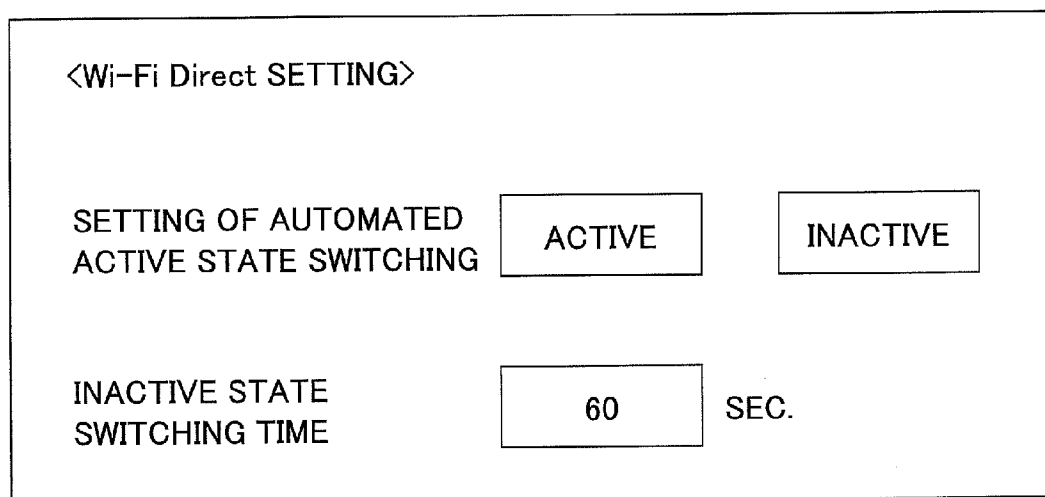 <Wi-Fi Direct SETTING>
SETTING OF AUTOMATED
ACTIVE STATE SWITCHING
ACTIVE
INACTIVE
INACTIVE STATE
SWITCHING TIME
60
SEC.